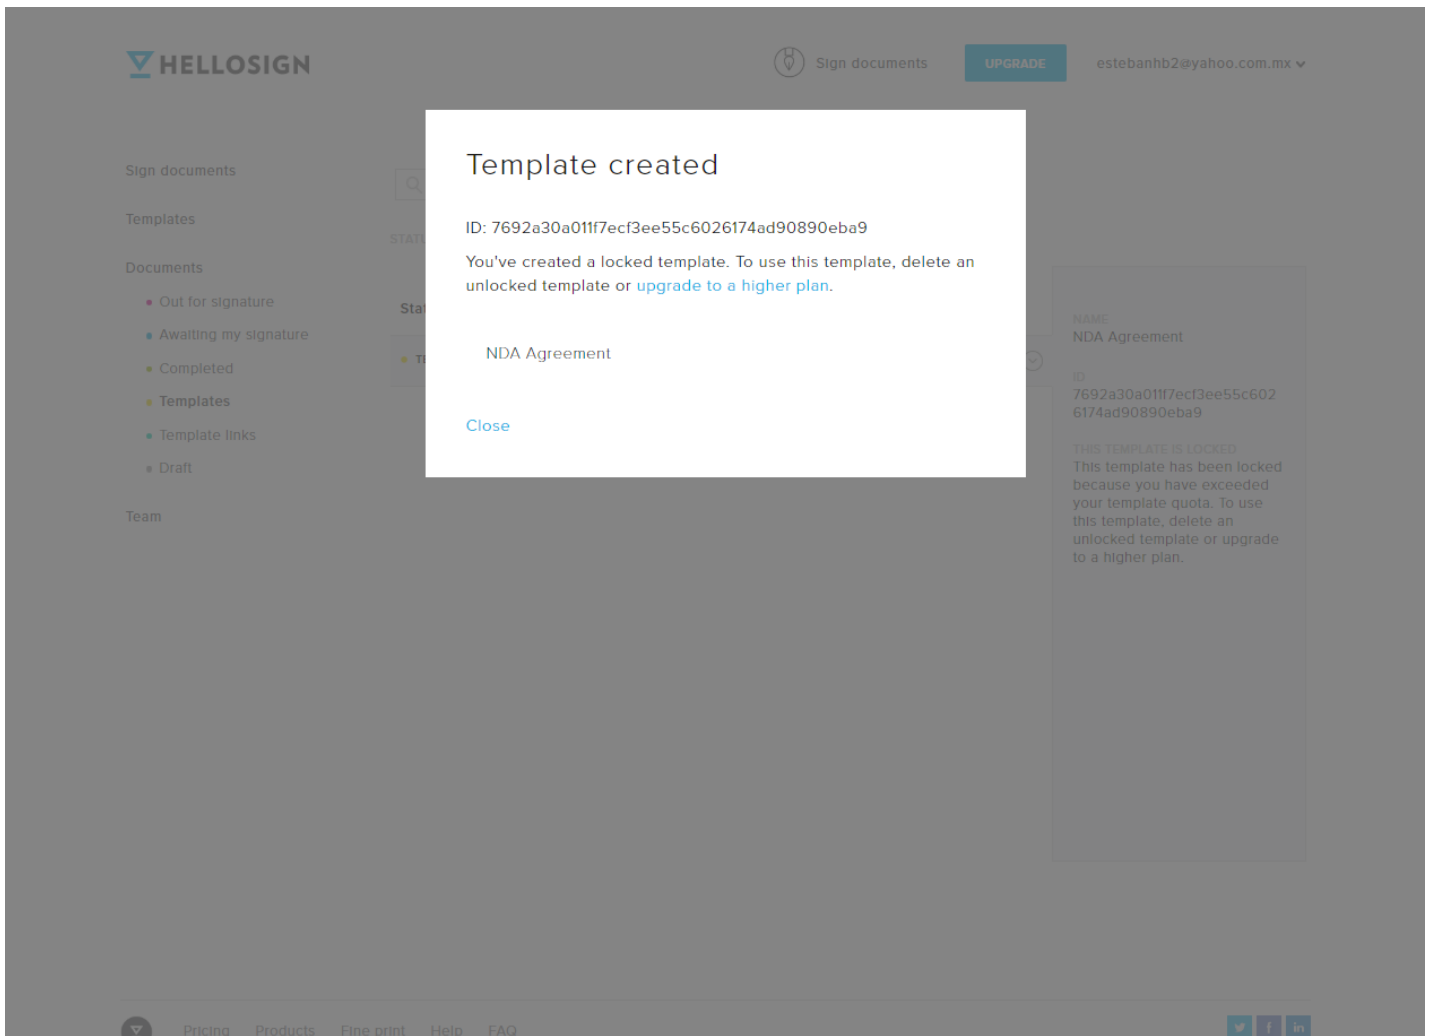 HELLOSIGN
Sign documents
UPGRADE
estebanhb2@yahoo.com.mx
Sign documents
Templates
Documents
Out for signature
Awaiting my signature
Completed
Templates
Template links
Draft
Team
Template created
ID: 7692a30a011f7ecf3ee55c6026174ad90890eba9
You've created a locked template. To use this template, delete an
unlocked template or upgrade to a higher plan.
NDA Agreement
Close
NAME
NDA Agreement
ID
7692a30a011f7ecf3ee55c602
6174ad90890eba9
THIS TEMPLATE IS LOCKED
This template has been locked
because you have exceeded
your template quota. To use
this template, delete an
unlocked template or upgrade
to a higher plan.
Pricing Products Fine print Help FAQ